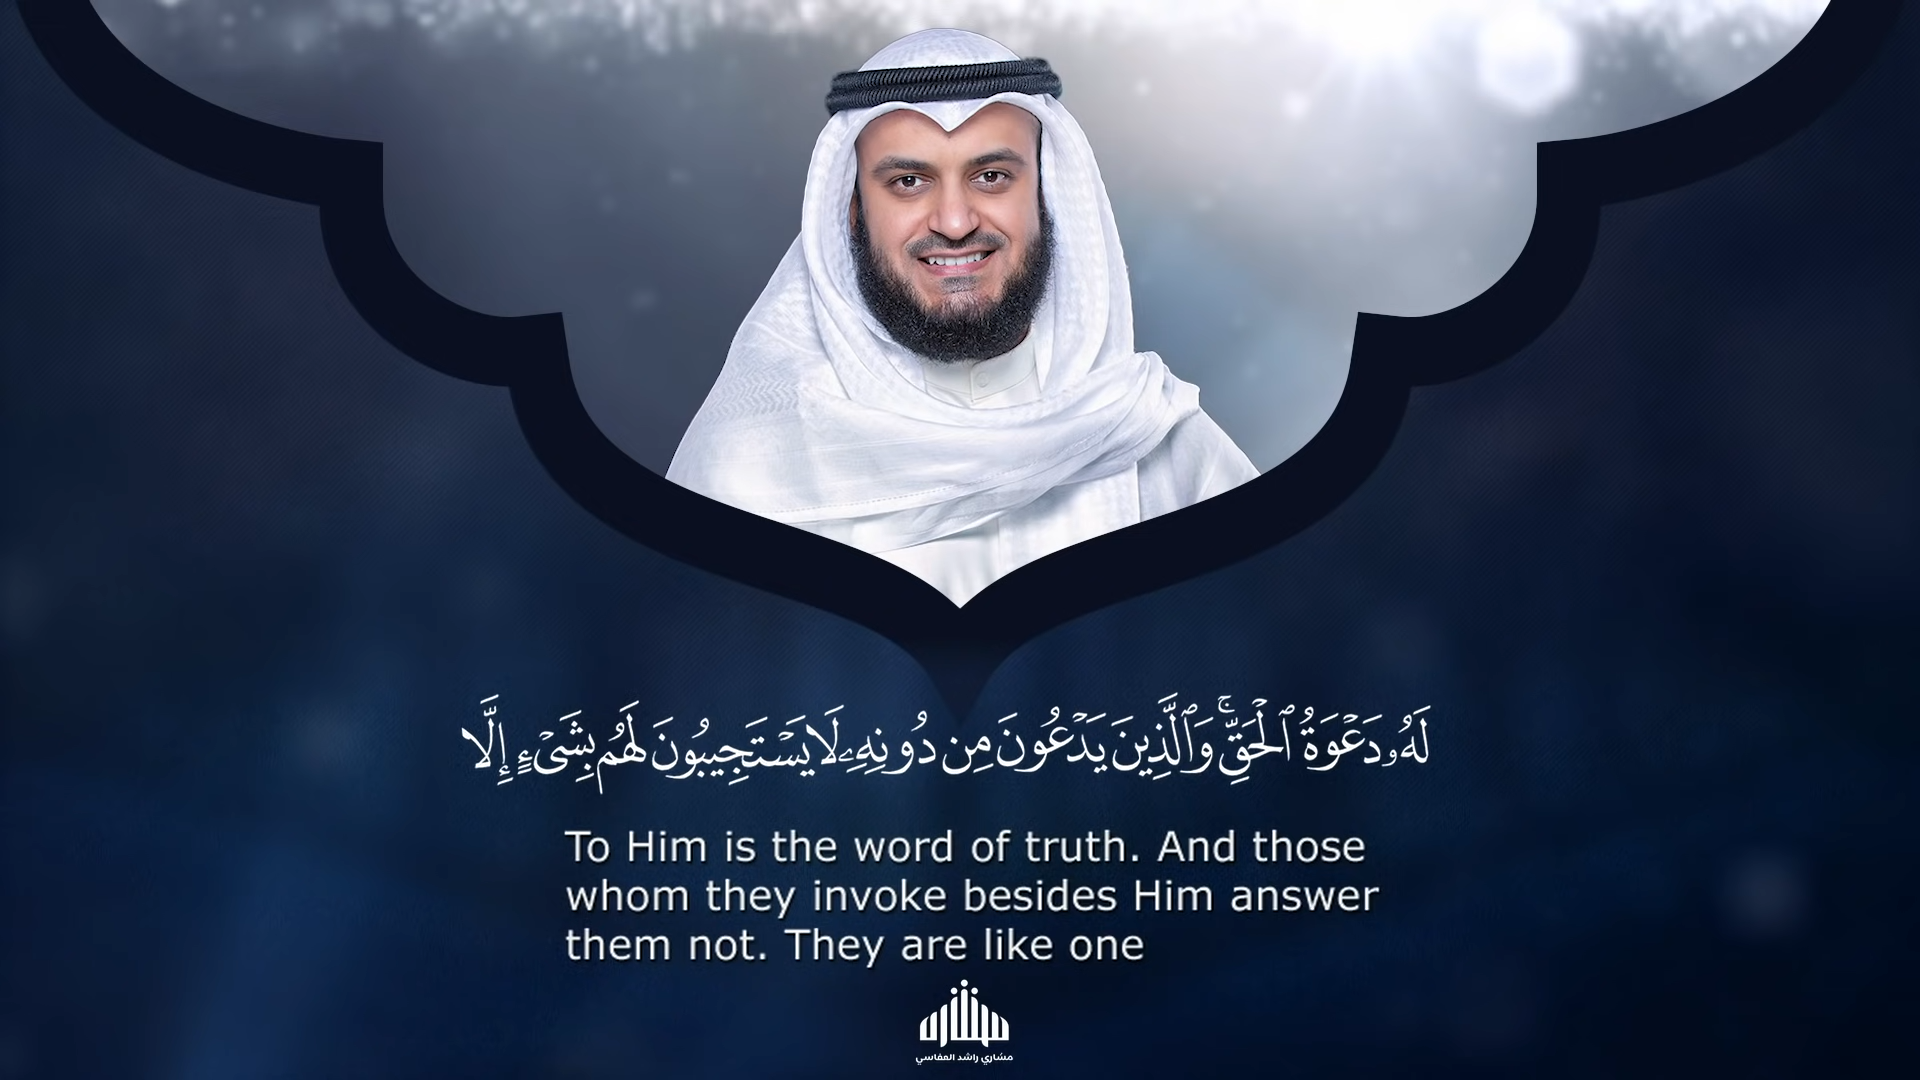 لَهُۥ دَعْوَةُ ٱلْحَقِّ ۚ وَٱلَّذِينَ يَدْعُونَ مِن دُونِهِۦ لَا يَسْتَجِيبُونَ لَهُم بِشَىْءٍ إِلَّا
To Him is the word of truth. And those
whom they invoke besides Him answer
them not. They are like one
مشاري راشد العفاسي